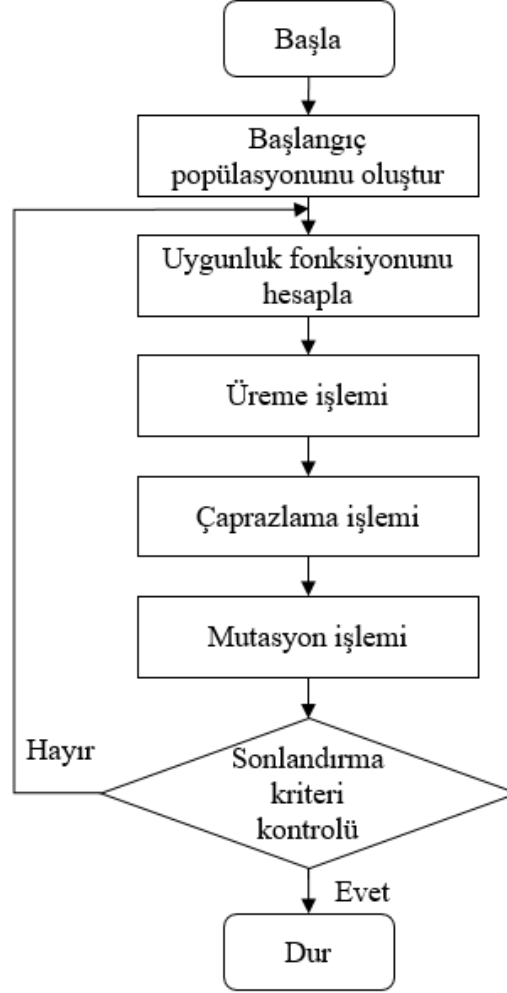 Başla
Başlangıç
popülasyonunu oluştur
Uygunluk fonksiyonunu
hesapla
Üreme işlemi
Çaprazlama işlemi
Mutasyon işlemi
Hayır
Sonlandırma
kriteri
kontrolü
Evet
Dur